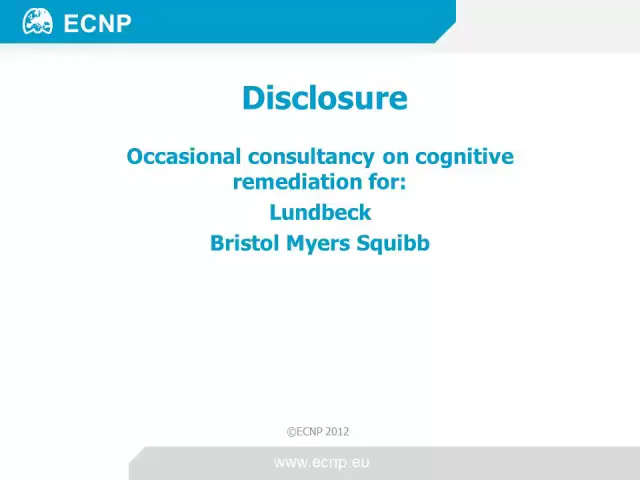 ECNP
Disclosure
Occasional consultancy on cognitive
remediation for:
Lundbeck
Bristol Myers Squibb
©ECNP 2012
www.ecnp.eu